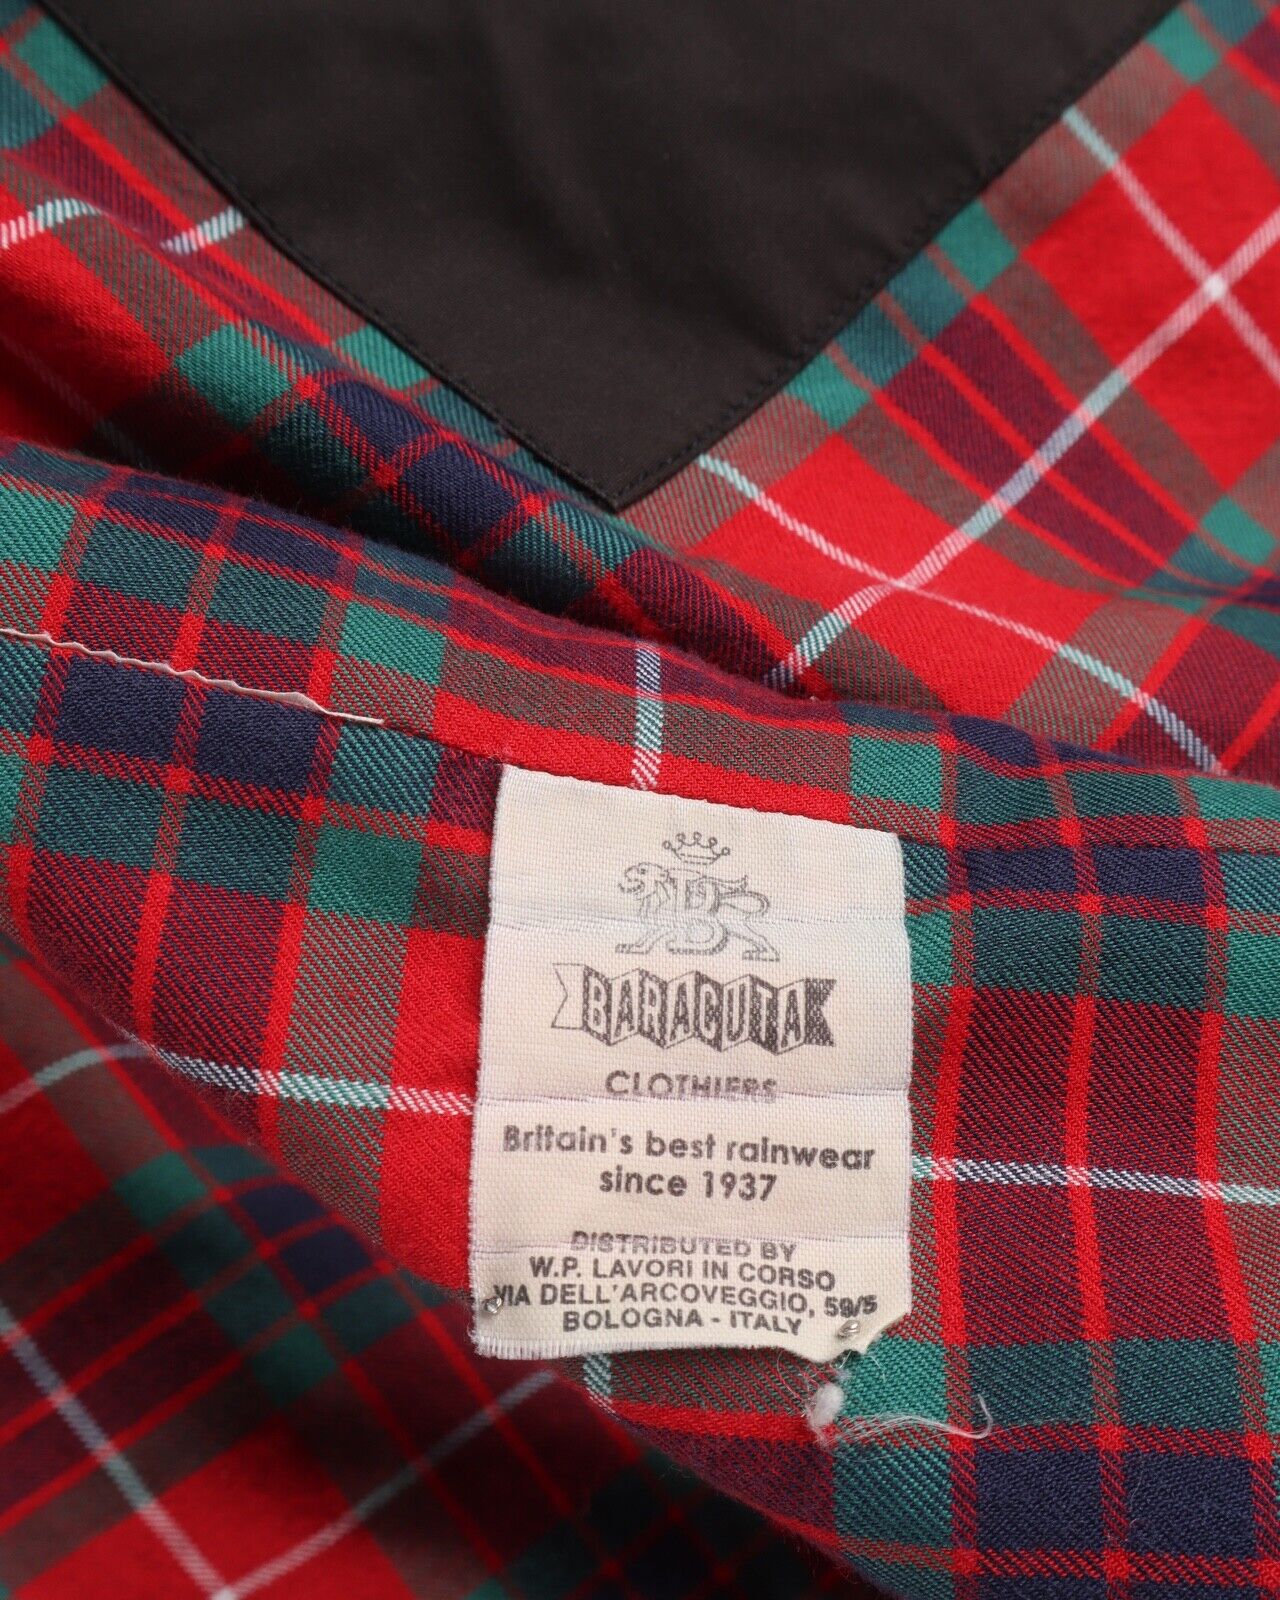 B
BARACUTA
CLOTHIERS
Britain's best rainwear
since 1937
DISTRIBUTED BY
W.P. LAVORI IN CORSO
VIA DELL'ARCOVEGGIO, 59/5
BOLOGNA - ITALY